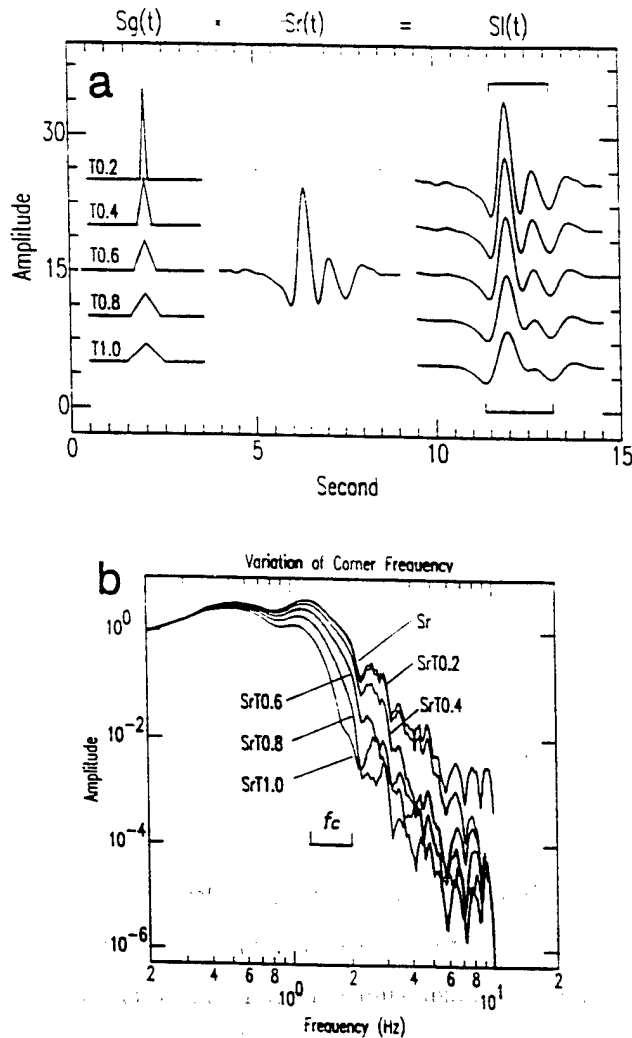 Sg(t) * Sr(t) = Sl(t)
a
30
15
0
Amplitude
T0.2
T0.4
T0.6
T0.8
T1.0
0 5 10 15
Second
b
Variation of Corner Frequency
10^0
10^-2
10^-4
10^-6
Amplitude
Sr
SrT0.2
SrT0.4
SrT0.6
SrT0.8
SrT1.0
fc
2 4 6 8 10^0 2 4 6 8 10^1 2
Frequency (Hz)